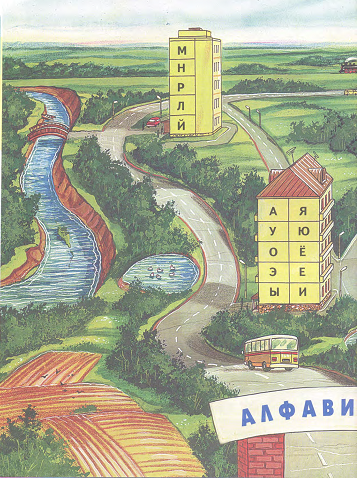 М
Н
Р
Л
Й
А Я
У Ю
О Ё
Э Е
Ы И
АЛФАВИ